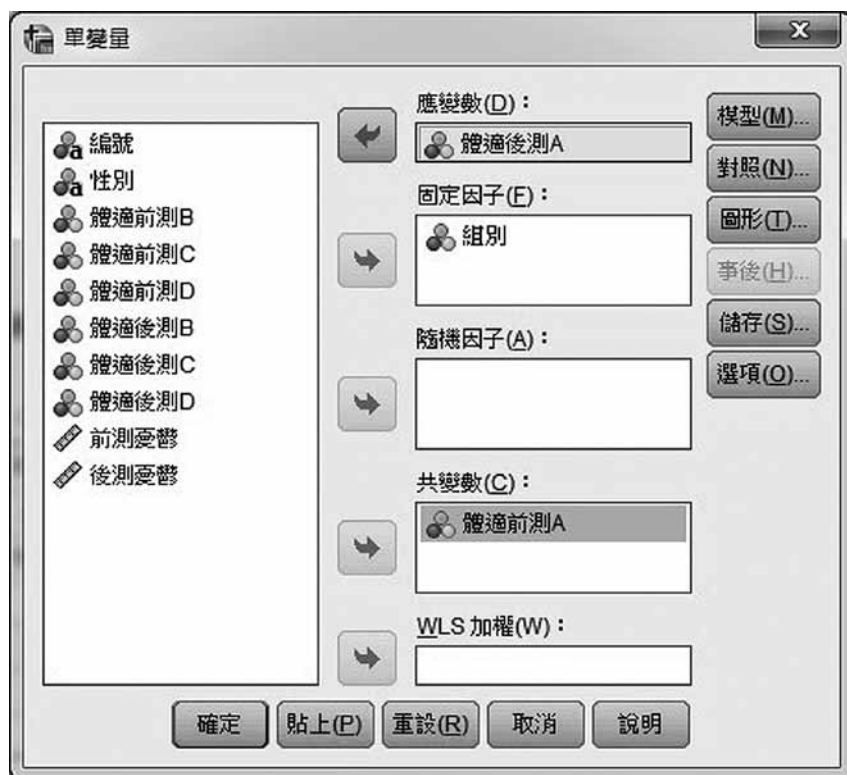 單變量
應變數(D)：
體適後測A
固定因子(F)：
組別
隨機因子(A)：
共變數(C)：
體適前測A
WLS 加權(W)：
編號
性別
體適前測B
體適前測C
體適前測D
體適後測B
體適後測C
體適後測D
前測憂鬱
後測憂鬱
模型(M)...
對照(N)...
圖形(T)...
事後(H)...
儲存(S)...
選項(O)...
確定
貼上(P)
重設(R)
取消
說明